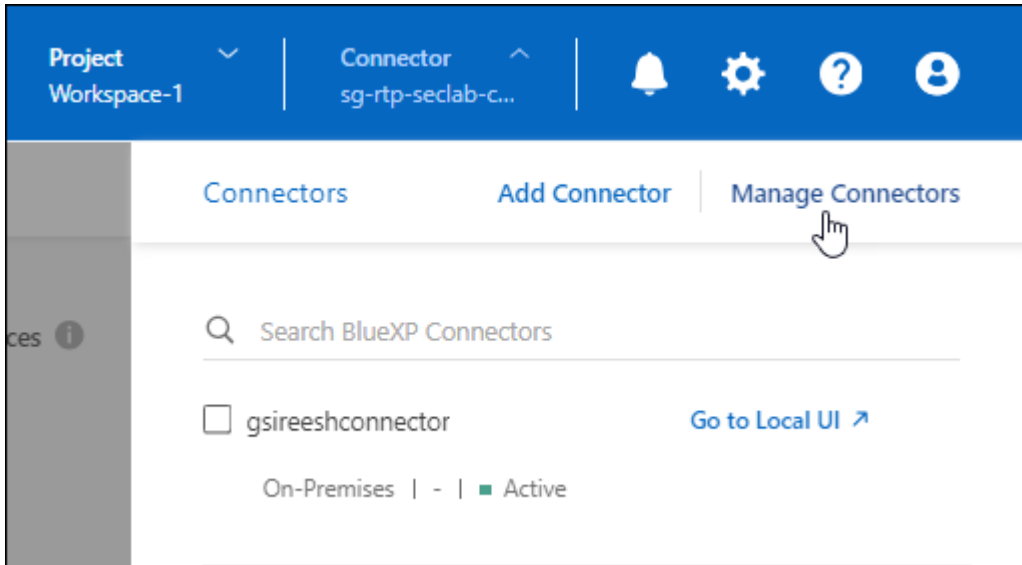 Project
Workspace-1
Connector
sg-rtp-seclab-c...
Connectors
Add Connector
Manage Connectors
ces
Search BlueXP Connectors
gsireeshconnector
Go to Local UI
On-Premises | - | Active